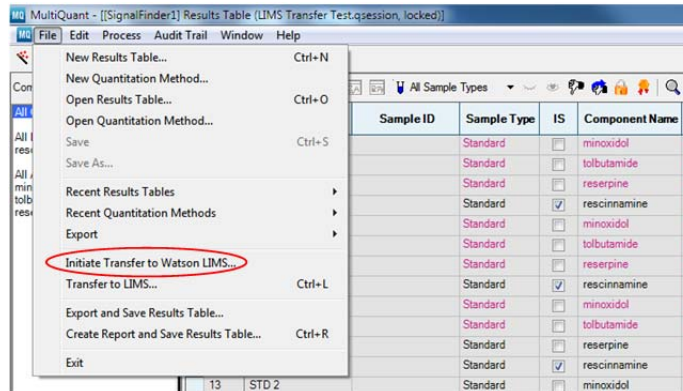 MultiQuant - [[SignalFinder1] Results Table (LIMS Transfer Test.qsession, locked)]
File Edit Process Audit Trail Window Help
New Results Table... Ctrl+N
New Quantitation Method...
Open Results Table... Ctrl+O
Open Quantitation Method...
Save Ctrl+S
Save As...
Recent Results Tables
Recent Quantitation Methods
Export
Initiate Transfer to Watson LIMS...
Transfer to LIMS... Ctrl+L
Export and Save Results Table...
Create Report and Save Results Table... Ctrl+R
Exit
All Sample Types
Sample ID Sample Type IS Component Name
Standard minoxidol
Standard tolbutamide
Standard reserpine
Standard rescinnamine
Standard minoxidol
Standard tolbutamide
Standard reserpine
Standard rescinnamine
Standard minoxidol
Standard tolbutamide
Standard reserpine
Standard rescinnamine
13 STD 2 Standard minoxidol